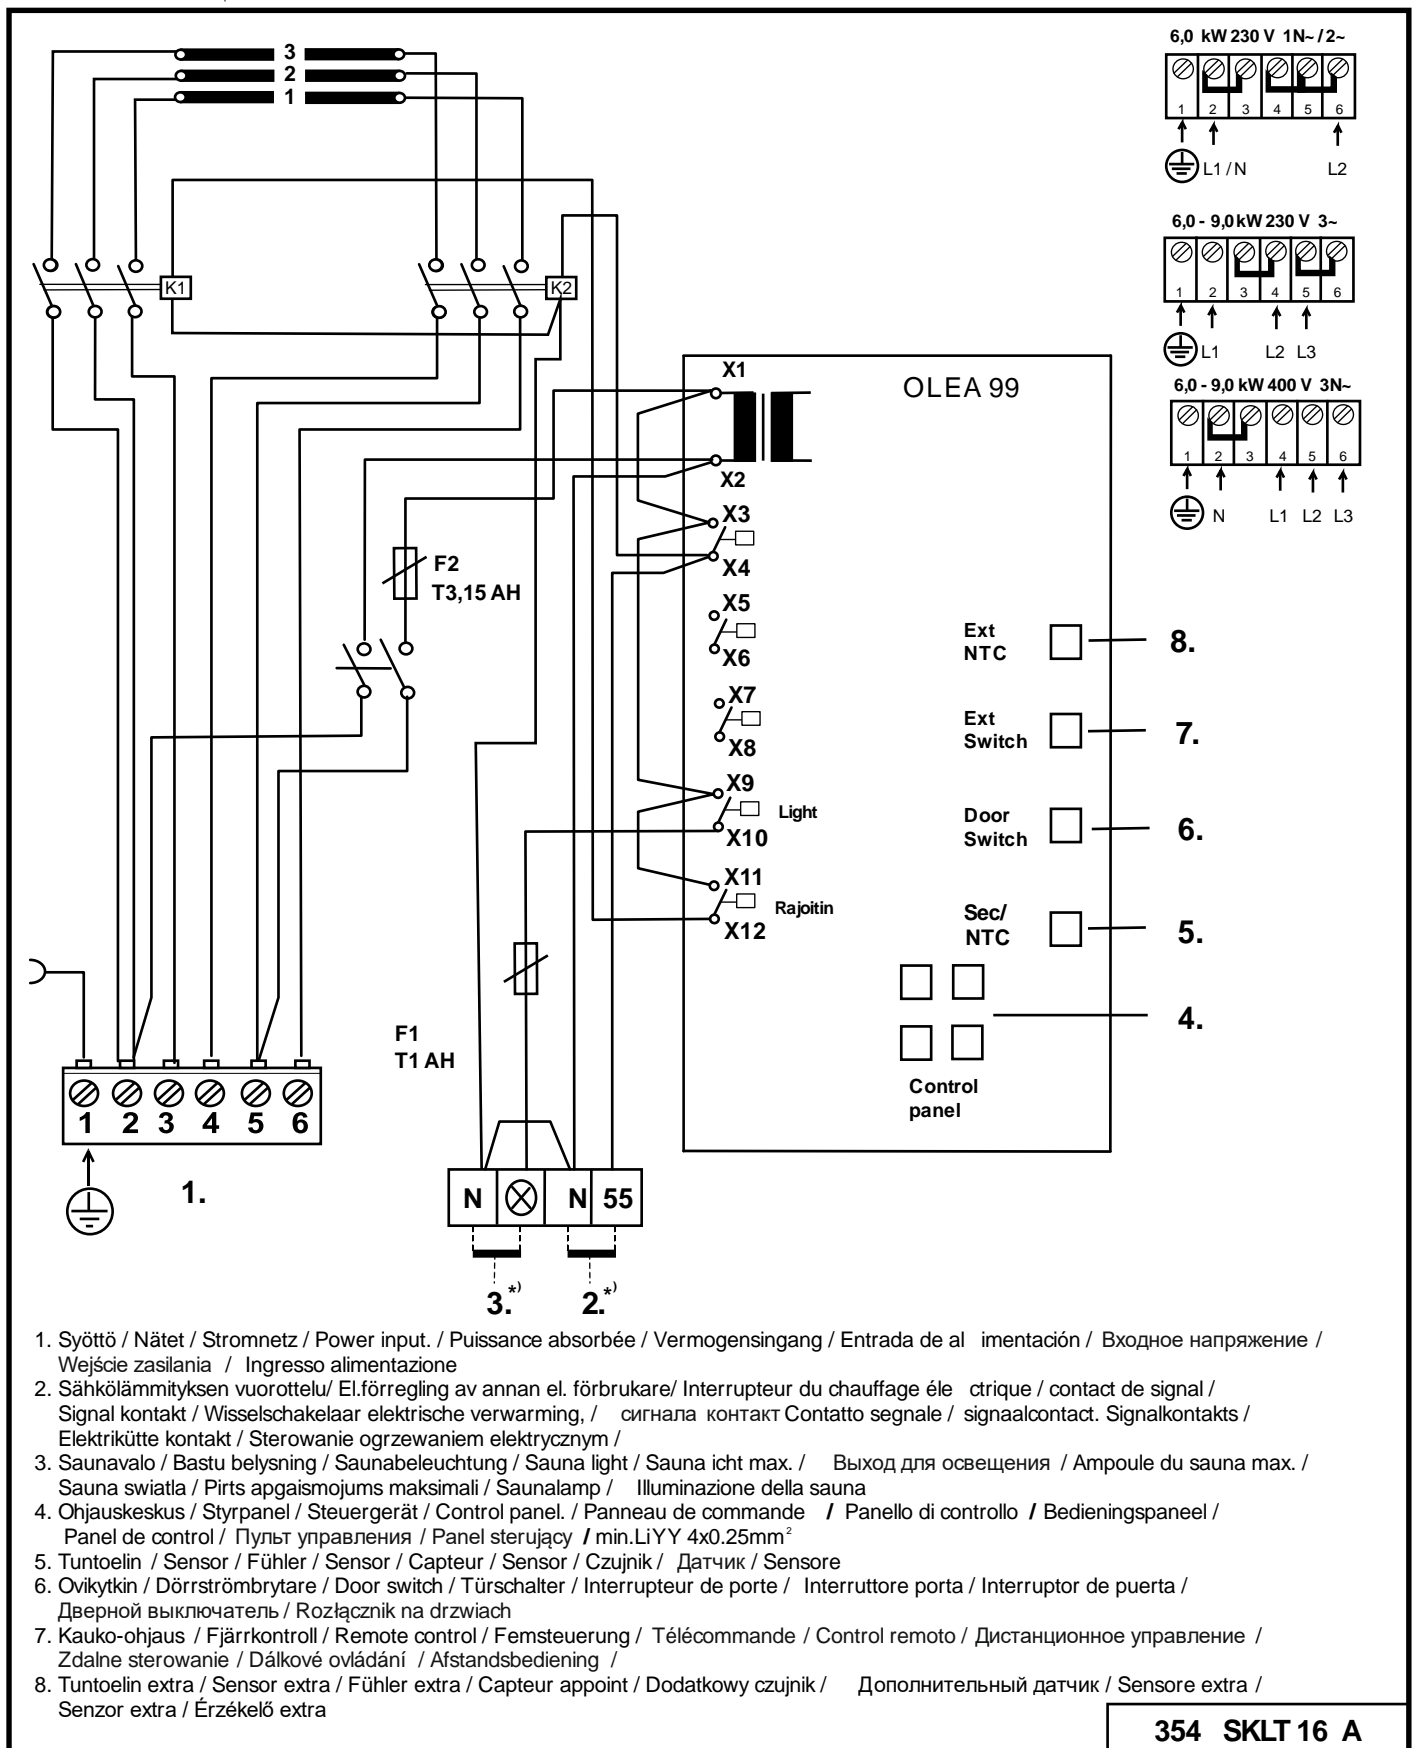 3
2
1
K1
K2
6,0 kW 230 V 1N~ / 2~
1 2 3 4 5 6
L1 / N L2
6,0 - 9,0 kW 230 V 3~
1 2 3 4 5 6
L1 L2 L3
6,0 - 9,0 kW 400 V 3N~
1 2 3 4 5 6
N L1 L2 L3
X1
OLEA 99
X2
X3
F2
T3,15 AH
X4
X5
X6
Ext
NTC
8.
X7
X8
Ext
Switch
7.
X9
Light
X10
Door
Switch
6.
X11
Rajoitin
X12
Sec/
NTC
5.
4.
F1
T1 AH
Control
panel
1 2 3 4 5 6
1.
N N 55
3.*) 2.*)
1. Syöttö / Nätet / Stromnetz / Power input. / Puissance absorbée / Vermogensingang / Entrada de al imentación / Входное напряжение /
Wejście zasilania / Ingresso alimentazione
2. Sähkölämmityksen vuorottelu/ El.förregling av annan el. förbrukare/ Interrupteur du chauffage éle ctrique / contact de signal /
Signal kontakt / Wisselschakelaar elektrische verwarming, / сигнала контакт Contatto segnale / signaalcontact. Signalkontakts /
Elektrikütte kontakt / Sterowanie ogrzewaniem elektrycznym /
3. Saunavalo / Bastu belysning / Saunabeleuchtung / Sauna light / Sauna icht max. / Выход для освещения / Ampoule du sauna max. /
Sauna swiatla / Pirts apgaismojums maksimali / Saunalamp / Illuminazione della sauna
4. Ohjauskeskus / Styrpanel / Steuergerät / Control panel. / Panneau de commande / Panello di controllo / Bedieningspaneel /
Panel de control / Пульт управления / Panel sterujący / min.LiYY 4x0.25mm²
5. Tuntoelin / Sensor / Fühler / Sensor / Capteur / Sensor / Czujnik / Датчик / Sensore
6. Ovikytkin / Dörrströmbrytare / Door switch / Türschalter / Interrupteur de porte / Interruttore porta / Interruptor de puerta /
Дверной выключатель / Rozłącznik na drzwiach
7. Kauko-ohjaus / Fjärrkontroll / Remote control / Femsteuerung / Télécommande / Control remoto / Дистанционное управление /
Zdalne sterowanie / Dálkové ovládání / Afstandsbediening /
8. Tuntoelin extra / Sensor extra / Fühler extra / Capteur appoint / Dodatkowy czujnik / Дополнительный датчик / Sensore extra /
Senzor extra / Érzékelő extra
354 SKLT 16 A